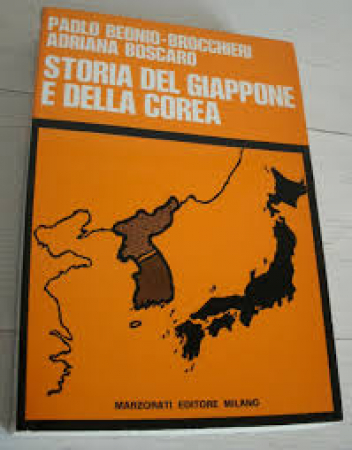 PAOLO BEONIO-BROCCHIERI
ADRIANA BOSCARO
STORIA DEL GIAPPONE
E DELLA COREA
MARZORATI EDITORE MILANO